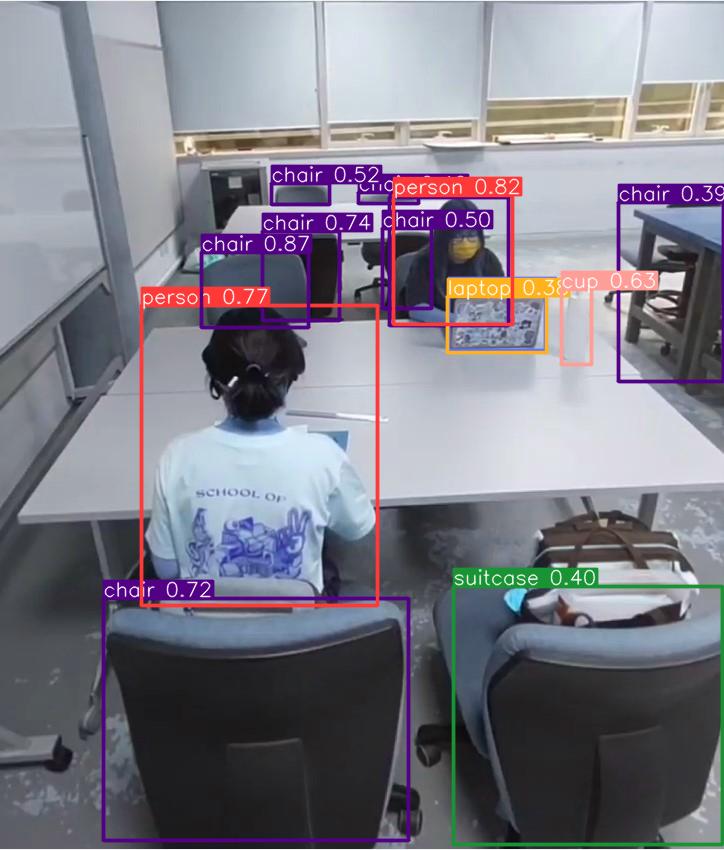 chair 0.52
person 0.82
chair 0.39
chair 0.74
chair 0.50
chair 0.87
cup 0.63
laptop 0.38
person 0.77
SCHOOL OF
suitcase 0.40
chair 0.72